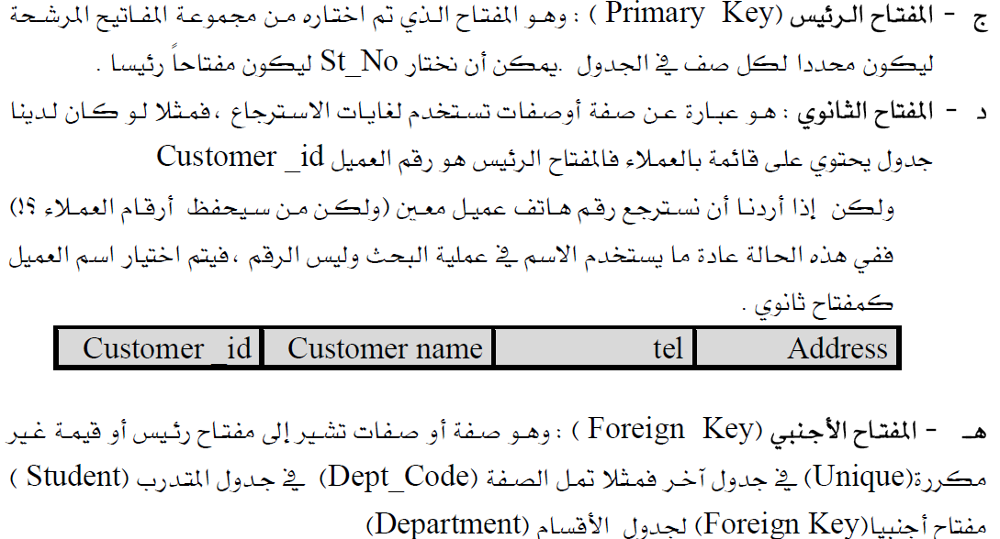 ج - المفتاح الرئيس (Primary Key ) : وهو المفتاح الذي تم اختاره من مجموعة المفاتيح المرشحة
ليكون محددا لكل صف في الجدول .يمكن أن نختار St_No ليكون مفتاحاً رئيسا .
د - المفتاح الثانوي : هو عبارة عن صفة أوصفات تستخدم لغايات الاسترجاع ،فمثلا لو كان لدينا
جدول يحتوي على قائمة بالعملاء فالمفتاح الرئيس هو رقم العميل Customer _id
ولكن إذا أردنا أن نسترجع رقم هاتف عميل معين (ولكن من سيحفظ أرقام العملاء ؟!)
ففي هذه الحالة عادة ما يستخدم الاسم في عملية البحث وليس الرقم ،فيتم اختيار اسم العميل
كمفتاح ثانوي .
Customer _id Customer name tel Address
هـ - المفتاح الأجنبي (Foreign Key ) : وهو صفة أو صفات تشير إلى مفتاح رئيس أو قيمة غير
مكررة(Unique) في جدول آخر فمثلا تمل الصفة (Dept_Code) في جدول المتدرب (Student )
مفتاح أجنبيا(Foreign Key) لجدول الأقسام (Department)